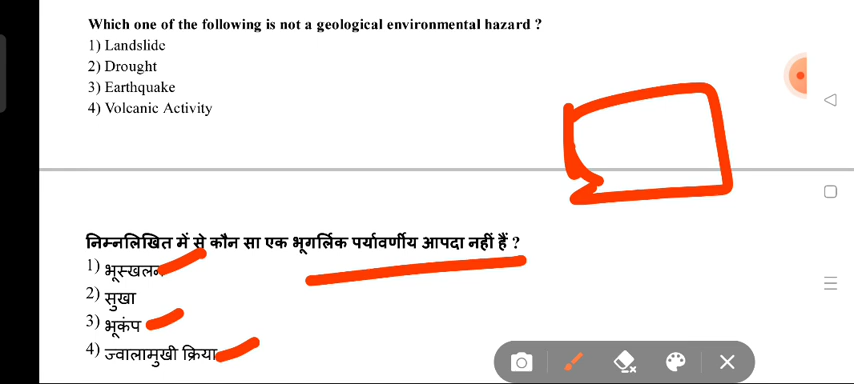 Which one of the following is not a geological environmental hazard ?
1) Landslide
2) Drought
3) Earthquake
4) Volcanic Activity
निम्नलिखित में से कौन सा एक भूगर्लिक पर्यावर्णीय आपदा नहीं हैं ?
1) भूस्खलन
2) सुखा
3) भूकंप
4) ज्वालामुखी क्रिया